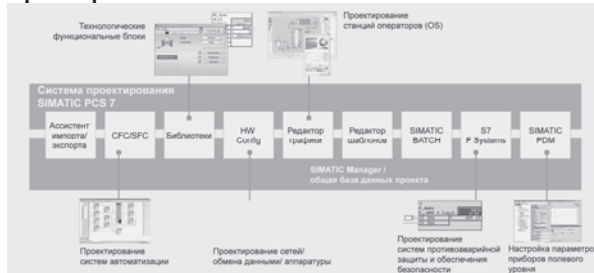 Технологические
функциональные блоки
Проектирование
станций операторов (OS)
Система проектирования
SIMATIC PCS 7
Ассистент
импорта/
экспорта
CFC/SFC
Библиотеки
HW
Config
Редактор
графики
Редактор
шаблонов
SIMATIC
BATCH
S7
F Systems
SIMATIC
PDM
SIMATIC Manager /
общая база данных проекта
Проектирование
систем автоматизации
Проектирование сетей/
обмена данными/ аппаратуры
Проектирование
систем противоаварийной
защиты и обеспечения
безопасности
Настройка параметро
приборов полевого
уровня